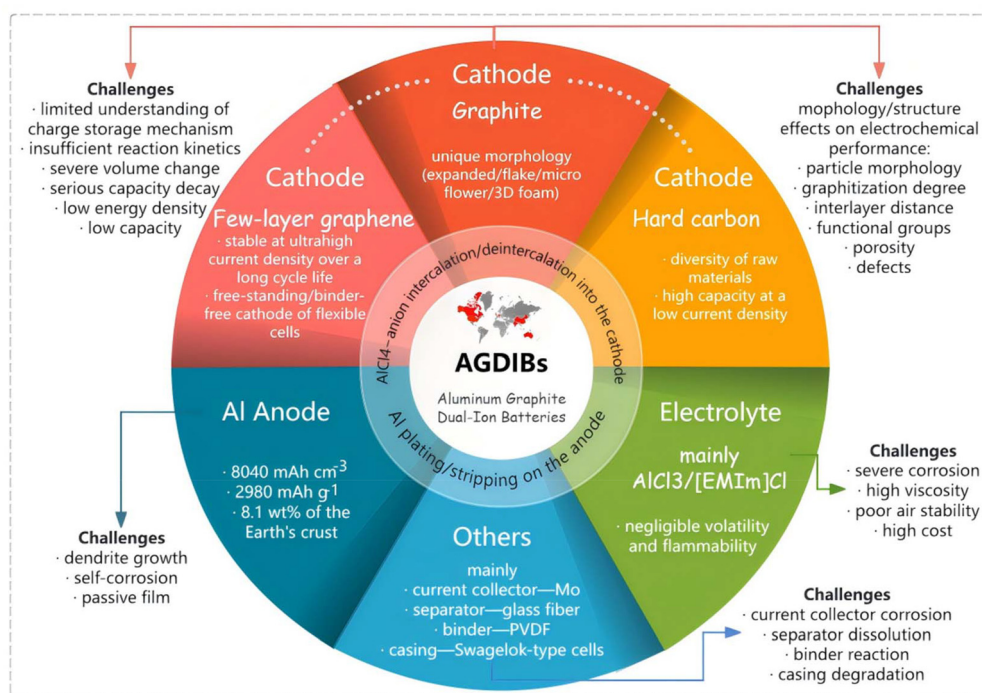 Challenges
· limited understanding of
charge storage mechanism
· insufficient reaction kinetics
· severe volume change
· serious capacity decay
· low energy density
· low capacity
Cathode
Graphite
unique morphology
(expanded/flake/micro
flower/3D foam)
Challenges
mophology/structure
effects on electrochemical
performance:
· particle morphology
· graphitization degree
· interlayer distance
· functional groups
· porosity
· defects
Cathode
Few-layer graphene
· stable at ultrahigh
current density over a
long cycle life
· free-standing/binder-
free cathode of flexible
cells
Cathode
Hard carbon
· diversity of raw
materials
· high capacity at a
low current density
AlCl4− anion intercalation/deintercalation into the cathode
AGDIBs
Aluminum Graphite
Dual-Ion Batteries
Al plating/stripping on the anode
Al Anode
· 8040 mAh cm-3
· 2980 mAh g-1
· 8.1 wt% of the
Earth's crust
Challenges
· dendrite growth
· self-corrosion
· passive film
Electrolyte
mainly
AlCl3/[EMIm]Cl
· negligible volatility
and flammability
Challenges
· severe corrosion
· high viscosity
· poor air stability
· high cost
Others
mainly
· current collector—Mo
· separator—glass fiber
· binder—PVDF
· casing—Swagelok-type cells
Challenges
· current collector corrosion
· separator dissolution
· binder reaction
· casing degradation